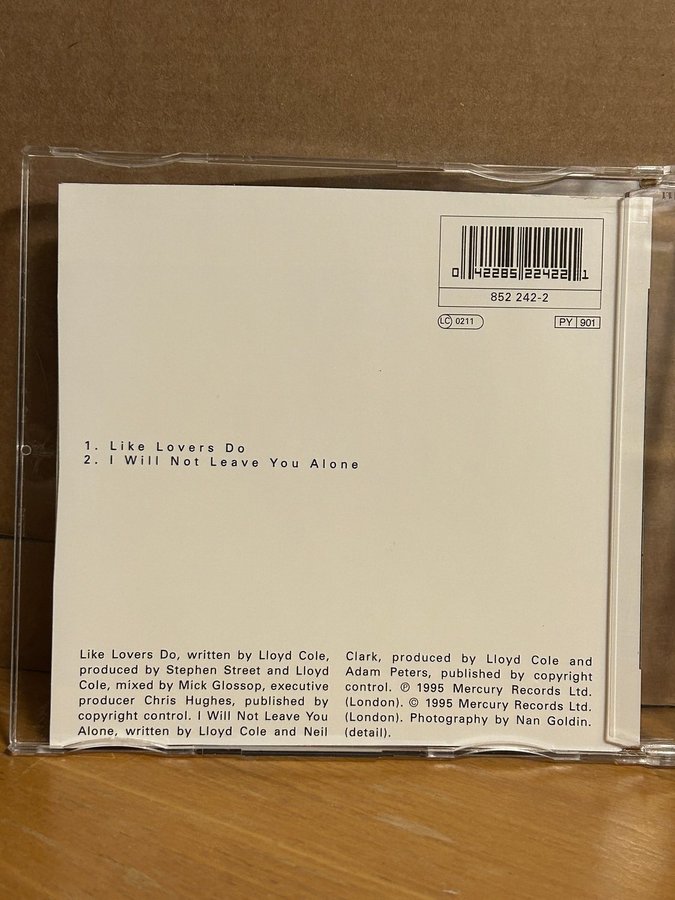 0 42285 22422 1
852 242-2
LC 0211 PY 901
1. Like Lovers Do
2. I Will Not Leave You Alone
Like Lovers Do, written by Lloyd Cole,
produced by Stephen Street and Lloyd
Cole, mixed by Mick Glossop, executive
producer Chris Hughes, published by
copyright control. I Will Not Leave You
Alone, written by Lloyd Cole and Neil
Clark, produced by Lloyd Cole and
Adam Peters, published by copyright
control. ℗ 1995 Mercury Records Ltd.
(London). © 1995 Mercury Records Ltd.
(London). Photography by Nan Goldin.
(detail).